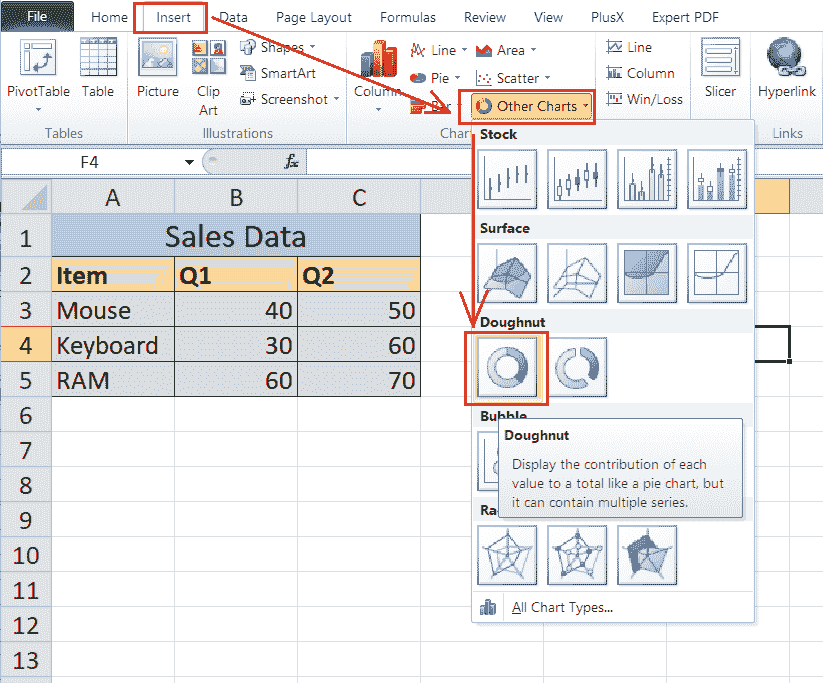 File Home Insert Data Page Layout Formulas Review View PlusX Expert PDF
PivotTable Table Picture Clip Art Shapes SmartArt Screenshot Column Line Pie Bar Area Scatter Other Charts Line Column Win/Loss Slicer Hyperlink
Tables Illustrations Char Links
F4 fx
A B C
1 Sales Data
2 Item Q1 Q2
3 Mouse 40 50
4 Keyboard 30 60
5 RAM 60 70
6
7
8
9
10
11
12
13
Stock
Surface
Doughnut
Bubble
Doughnut
Display the contribution of each
value to a total like a pie chart, but
it can contain multiple series.
Ra
All Chart Types...